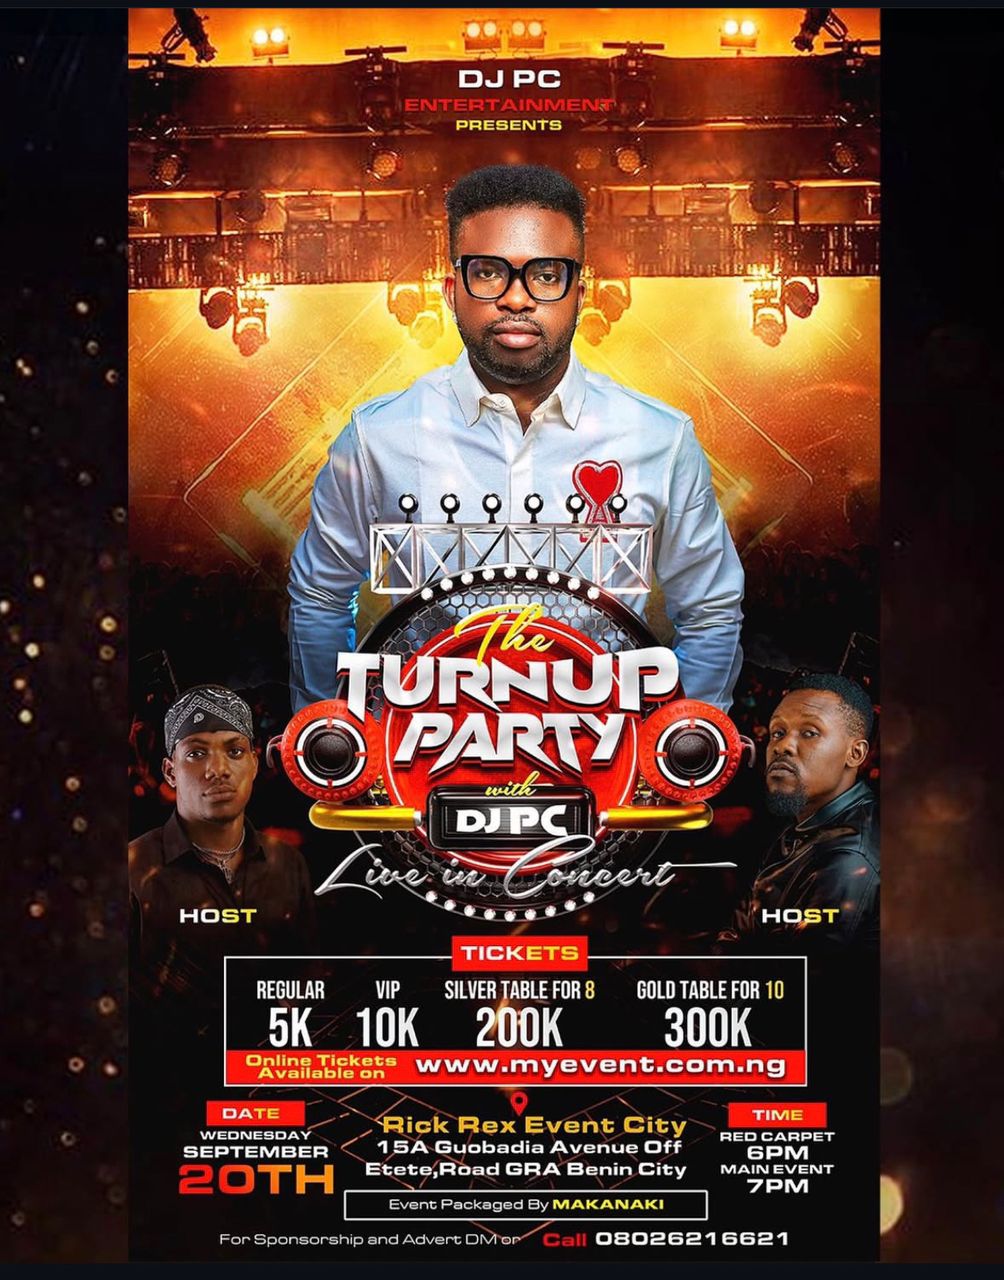 DJ PC
ENTERTAINMENT
PRESENTS
The
TURNUP
PARTY
with
DJ PC
Live in Concert
HOST
HOST
TICKETS
REGULAR
5K
VIP
10K
SILVER TABLE FOR 8
200K
GOLD TABLE FOR 10
300K
Online Tickets
Available on
www.myevent.com.ng
DATE
WEDNESDAY
SEPTEMBER
20TH
Rick Rex Event City
15A Guobadia Avenue Off
Etete,Road GRA Benin City
TIME
RED CARPET
6PM
MAIN EVENT
7PM
Event Packaged By MAKANAKI
For Sponsorship and Advert DM or Call 08026216621